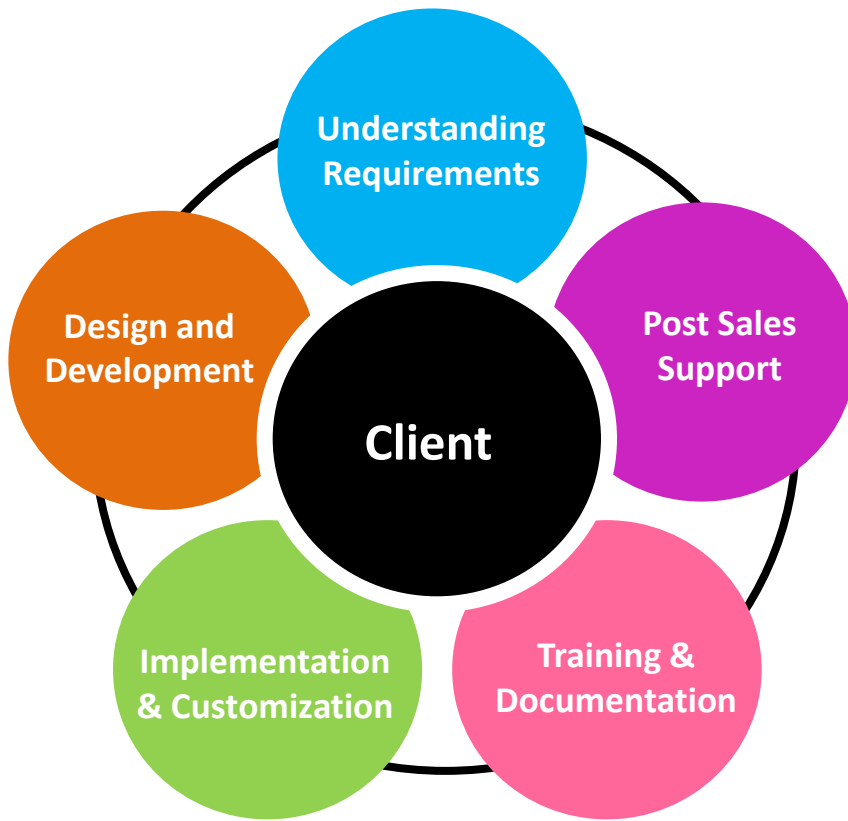 Understanding
Requirements
Design and
Development
Post Sales
Support
Client
Implementation
& Customization
Training &
Documentation